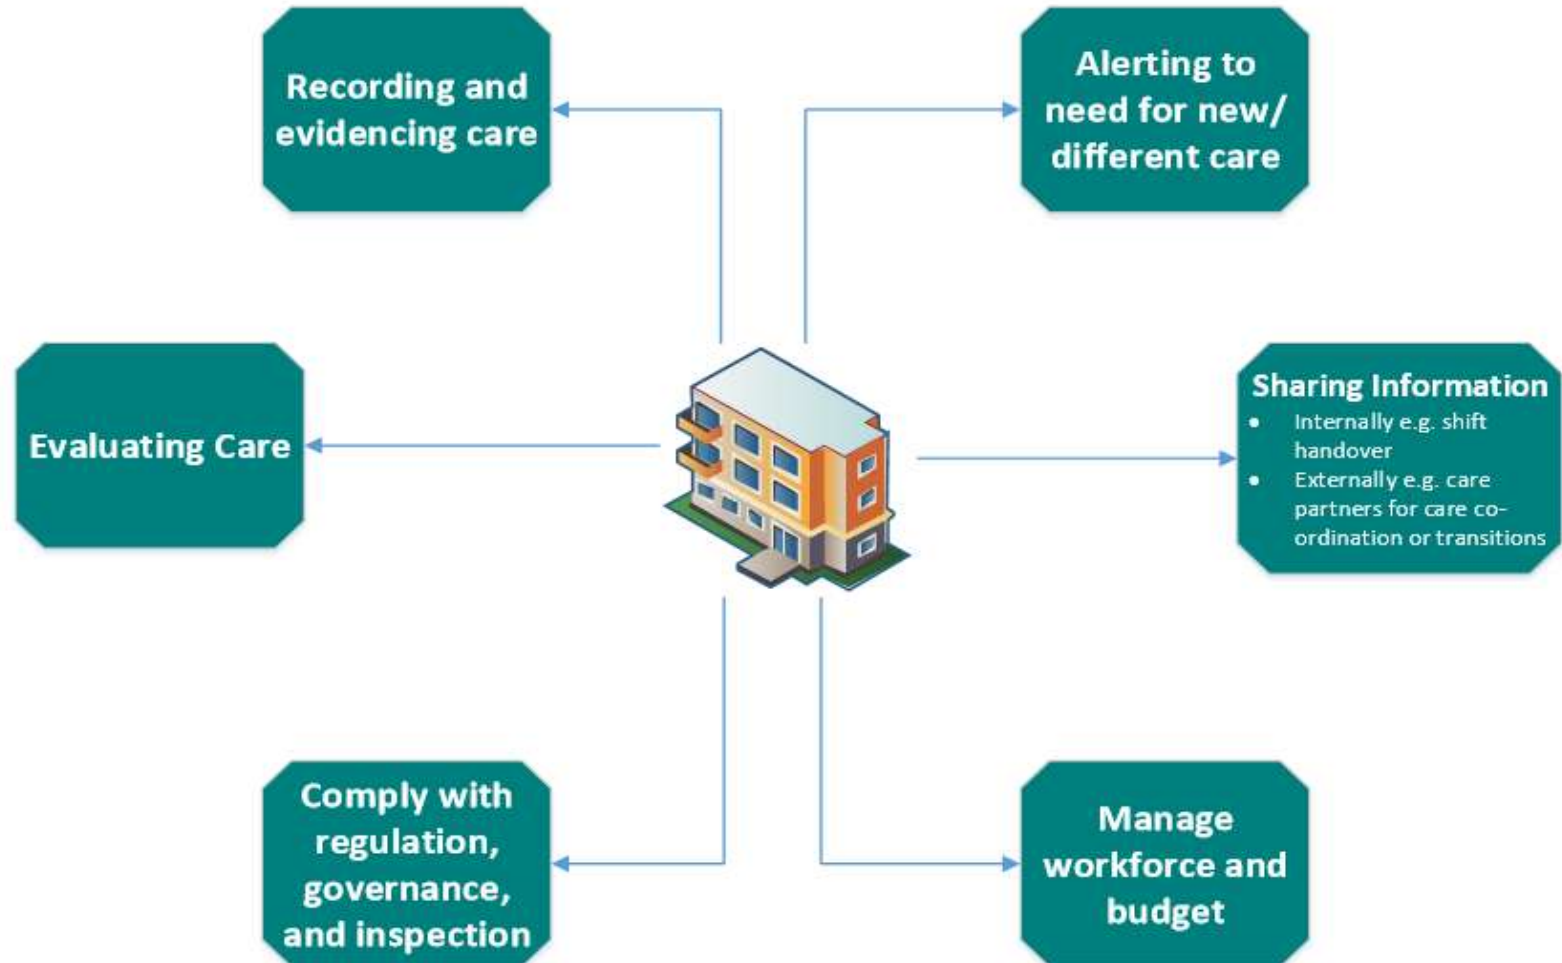 Recording and
evidencing care
Alerting to
need for new/
different care
Evaluating Care
Sharing Information
• Internally e.g. shift
handover
• Externally e.g. care
partners for care co-
ordination or transitions
Comply with
regulation,
governance,
and inspection
Manage
workforce and
budget